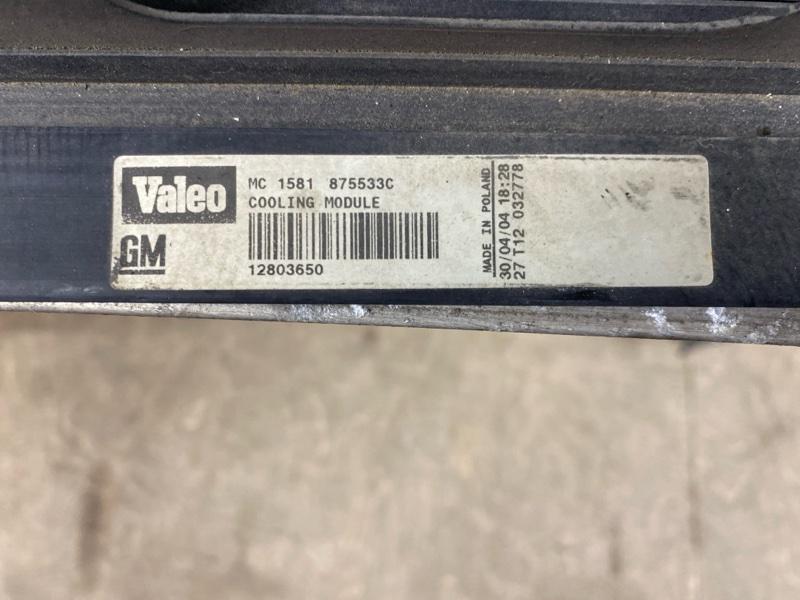 Valeo
GM
MC 1581 875533C
COOLING MODULE
12803650
MADE IN POLAND
30/04/04 18:28
27 T12 032778